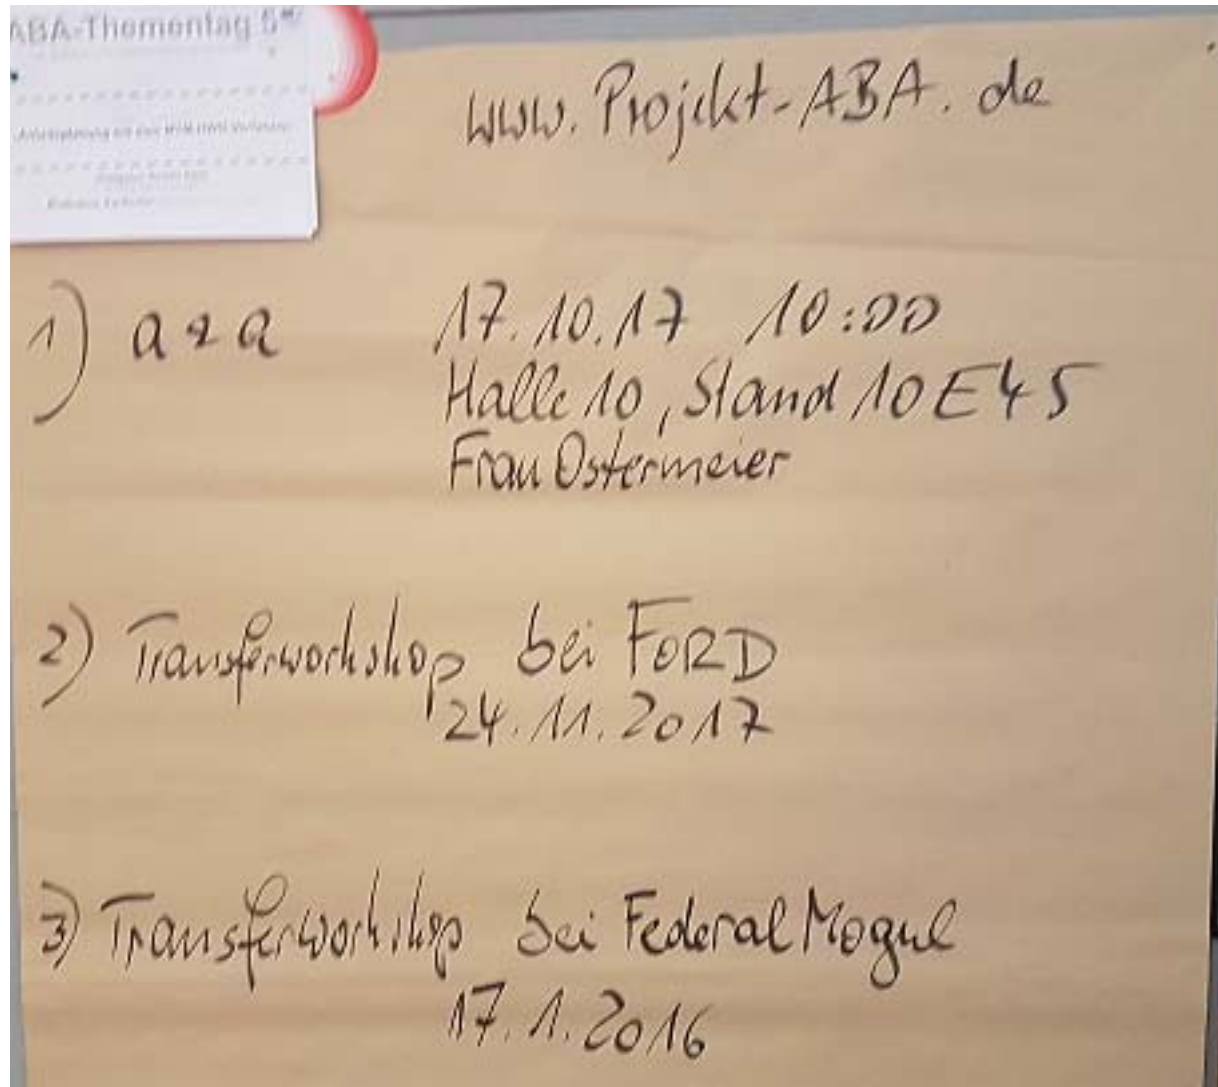 ABA-Thementag 5
www.Projekt-ABA.de
1) a+a 17.10.17 10:00
Halle 10, Stand 10E45
Frau Ostermeier
2) Transferworkshop bei FORD
24.11.2017
3) Transferworkshop bei Federal Mogul
17.1.2016